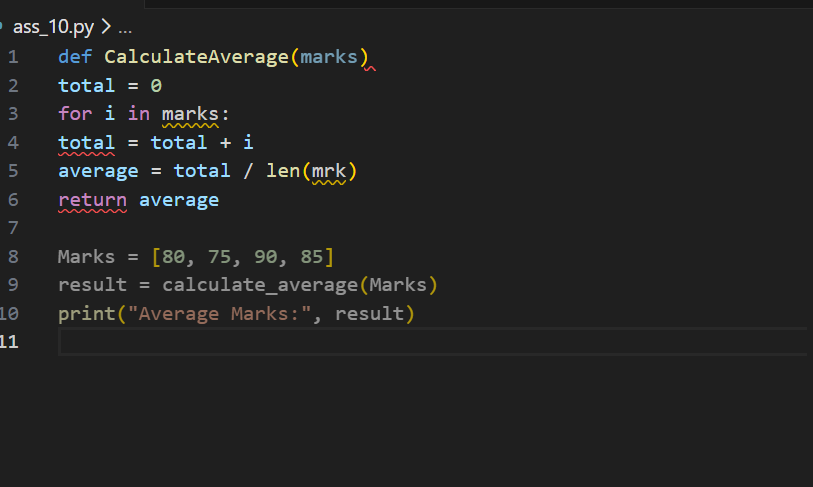 ass_10.py > ...
1 def CalculateAverage(marks)
2 total = 0
3 for i in marks:
4 total = total + i
5 average = total / len(mrk)
6 return average
7
8 Marks = [80, 75, 90, 85]
9 result = calculate_average(Marks)
10 print("Average Marks:", result)
11